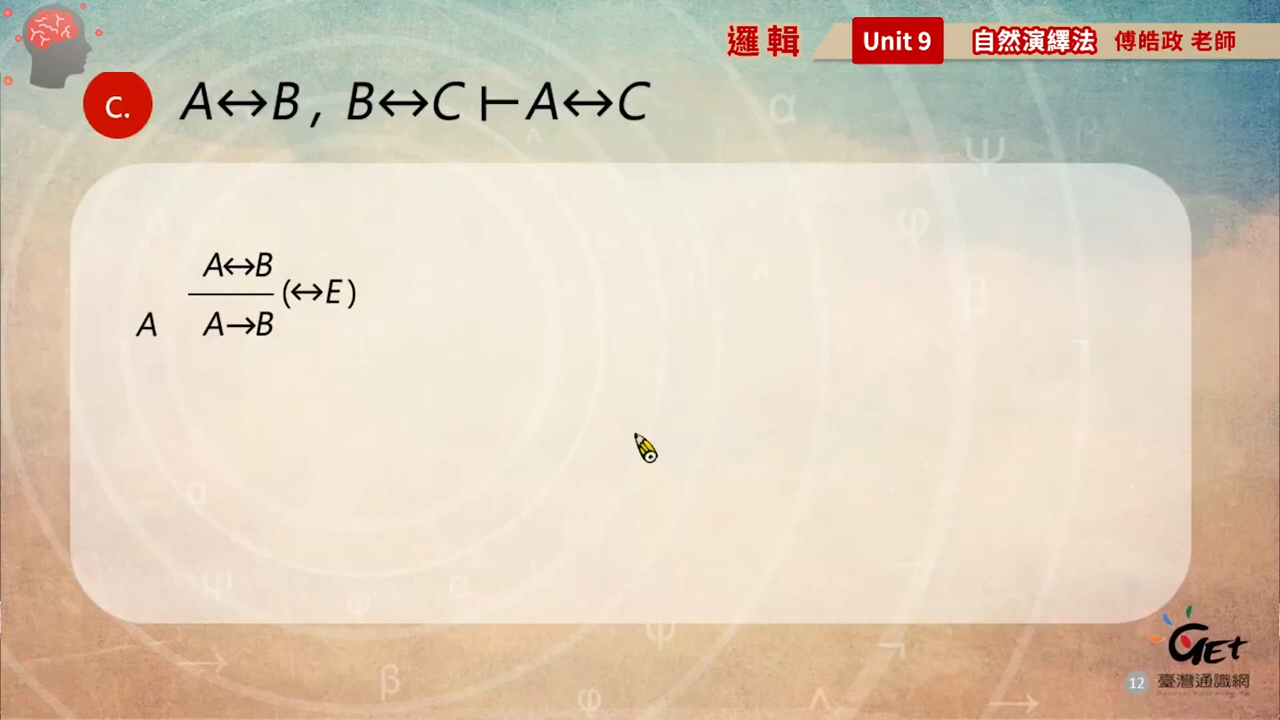 邏輯 Unit 9 自然演繹法 傅皓政 老師
C. A↔B , B↔C ⊢ A↔C
A↔B
(↔E)
A A→B
GEt
12 臺灣通識網